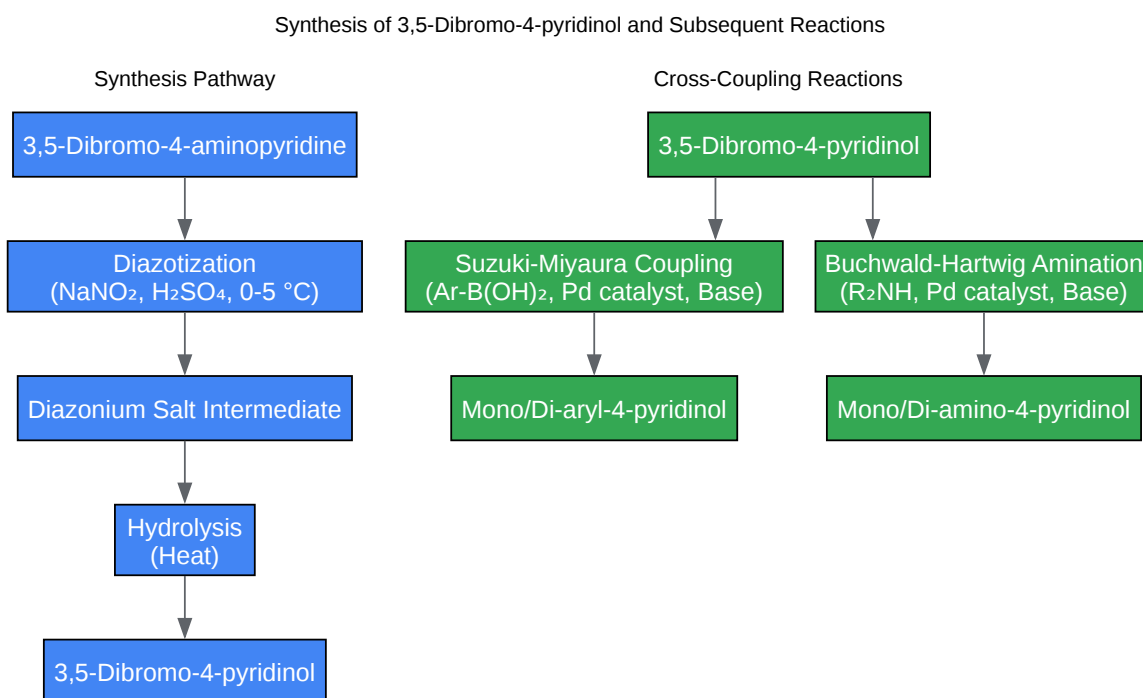 Synthesis of 3,5-Dibromo-4-pyridinol and Subsequent Reactions
Synthesis Pathway
3,5-Dibromo-4-aminopyridine
Diazotization
(NaNO₂, H₂SO₄, 0-5 °C)
Diazonium Salt Intermediate
Hydrolysis
(Heat)
3,5-Dibromo-4-pyridinol
Cross-Coupling Reactions
3,5-Dibromo-4-pyridinol
Suzuki-Miyaura Coupling
(Ar-B(OH)₂, Pd catalyst, Base)
Mono/Di-aryl-4-pyridinol
Buchwald-Hartwig Amination
(R₂NH, Pd catalyst, Base)
Mono/Di-amino-4-pyridinol